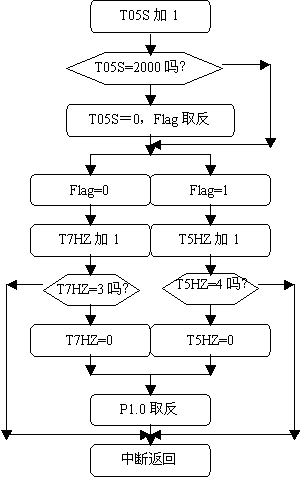 T05S 加 1
T05S=2000 吗?
T05S=0, Flag 取反
Flag=0
Flag=1
T7HZ 加 1
T5HZ 加 1
T7HZ=3 吗?
T5HZ=4 吗?
T7HZ=0
T5HZ=0
P1.0 取反
中断返回